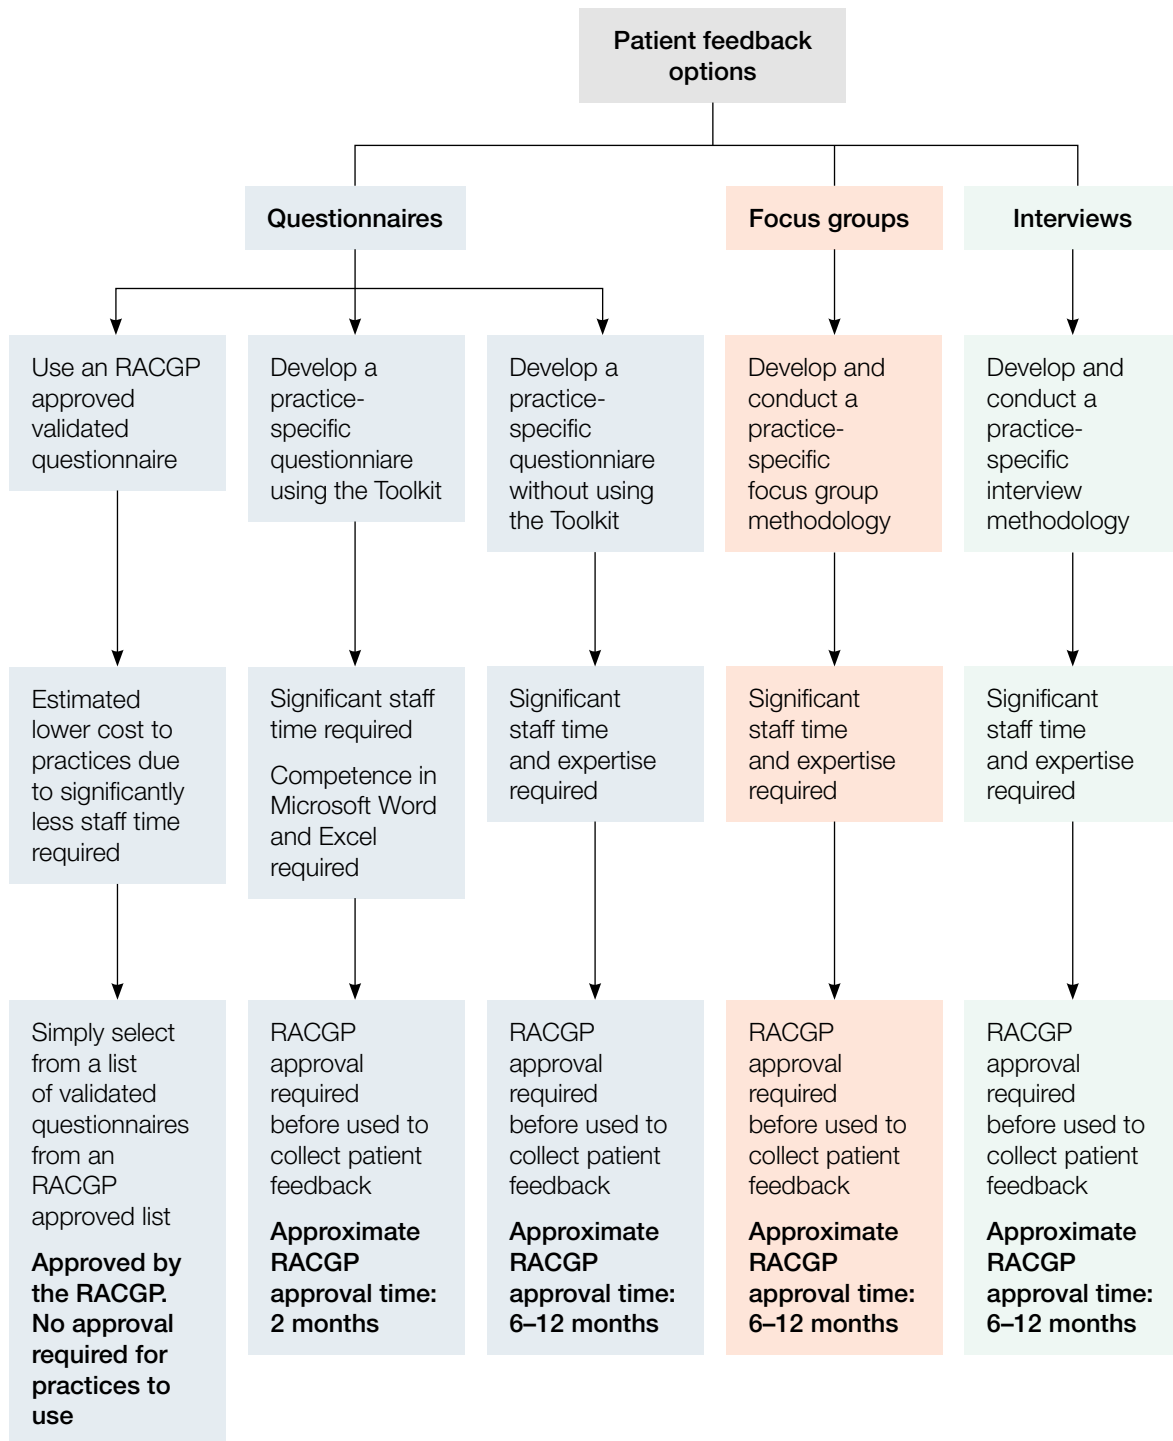 Patient feedback
options
Questionnaires
Focus groups
Interviews
Use an RACGP
approved
validated
questionnaire
Develop a
practice-
specific
questionniare
using the Toolkit
Develop a
practice-
specific
questionniare
without using
the Toolkit
Develop and
conduct a
practice-
specific
focus group
methodology
Develop and
conduct a
practice-
specific
interview
methodology
Estimated
lower cost to
practices due
to significantly
less staff time
required
Significant staff
time required
Competence in
Microsoft Word
and Excel
required
Significant
staff time
and expertise
required
Significant
staff time
and expertise
required
Significant
staff time
and expertise
required
Simply select
from a list
of validated
questionnaires
from an
RACGP
approved list
Approved by
the RACGP.
No approval
required for
practices to
use
RACGP
approval
required
before used to
collect patient
feedback
Approximate
RACGP
approval time:
2 months
RACGP
approval
required
before used to
collect patient
feedback
Approximate
RACGP
approval time:
6–12 months
RACGP
approval
required
before used to
collect patient
feedback
Approximate
RACGP
approval time:
6–12 months
RACGP
approval
required
before used to
collect patient
feedback
Approximate
RACGP
approval time:
6–12 months